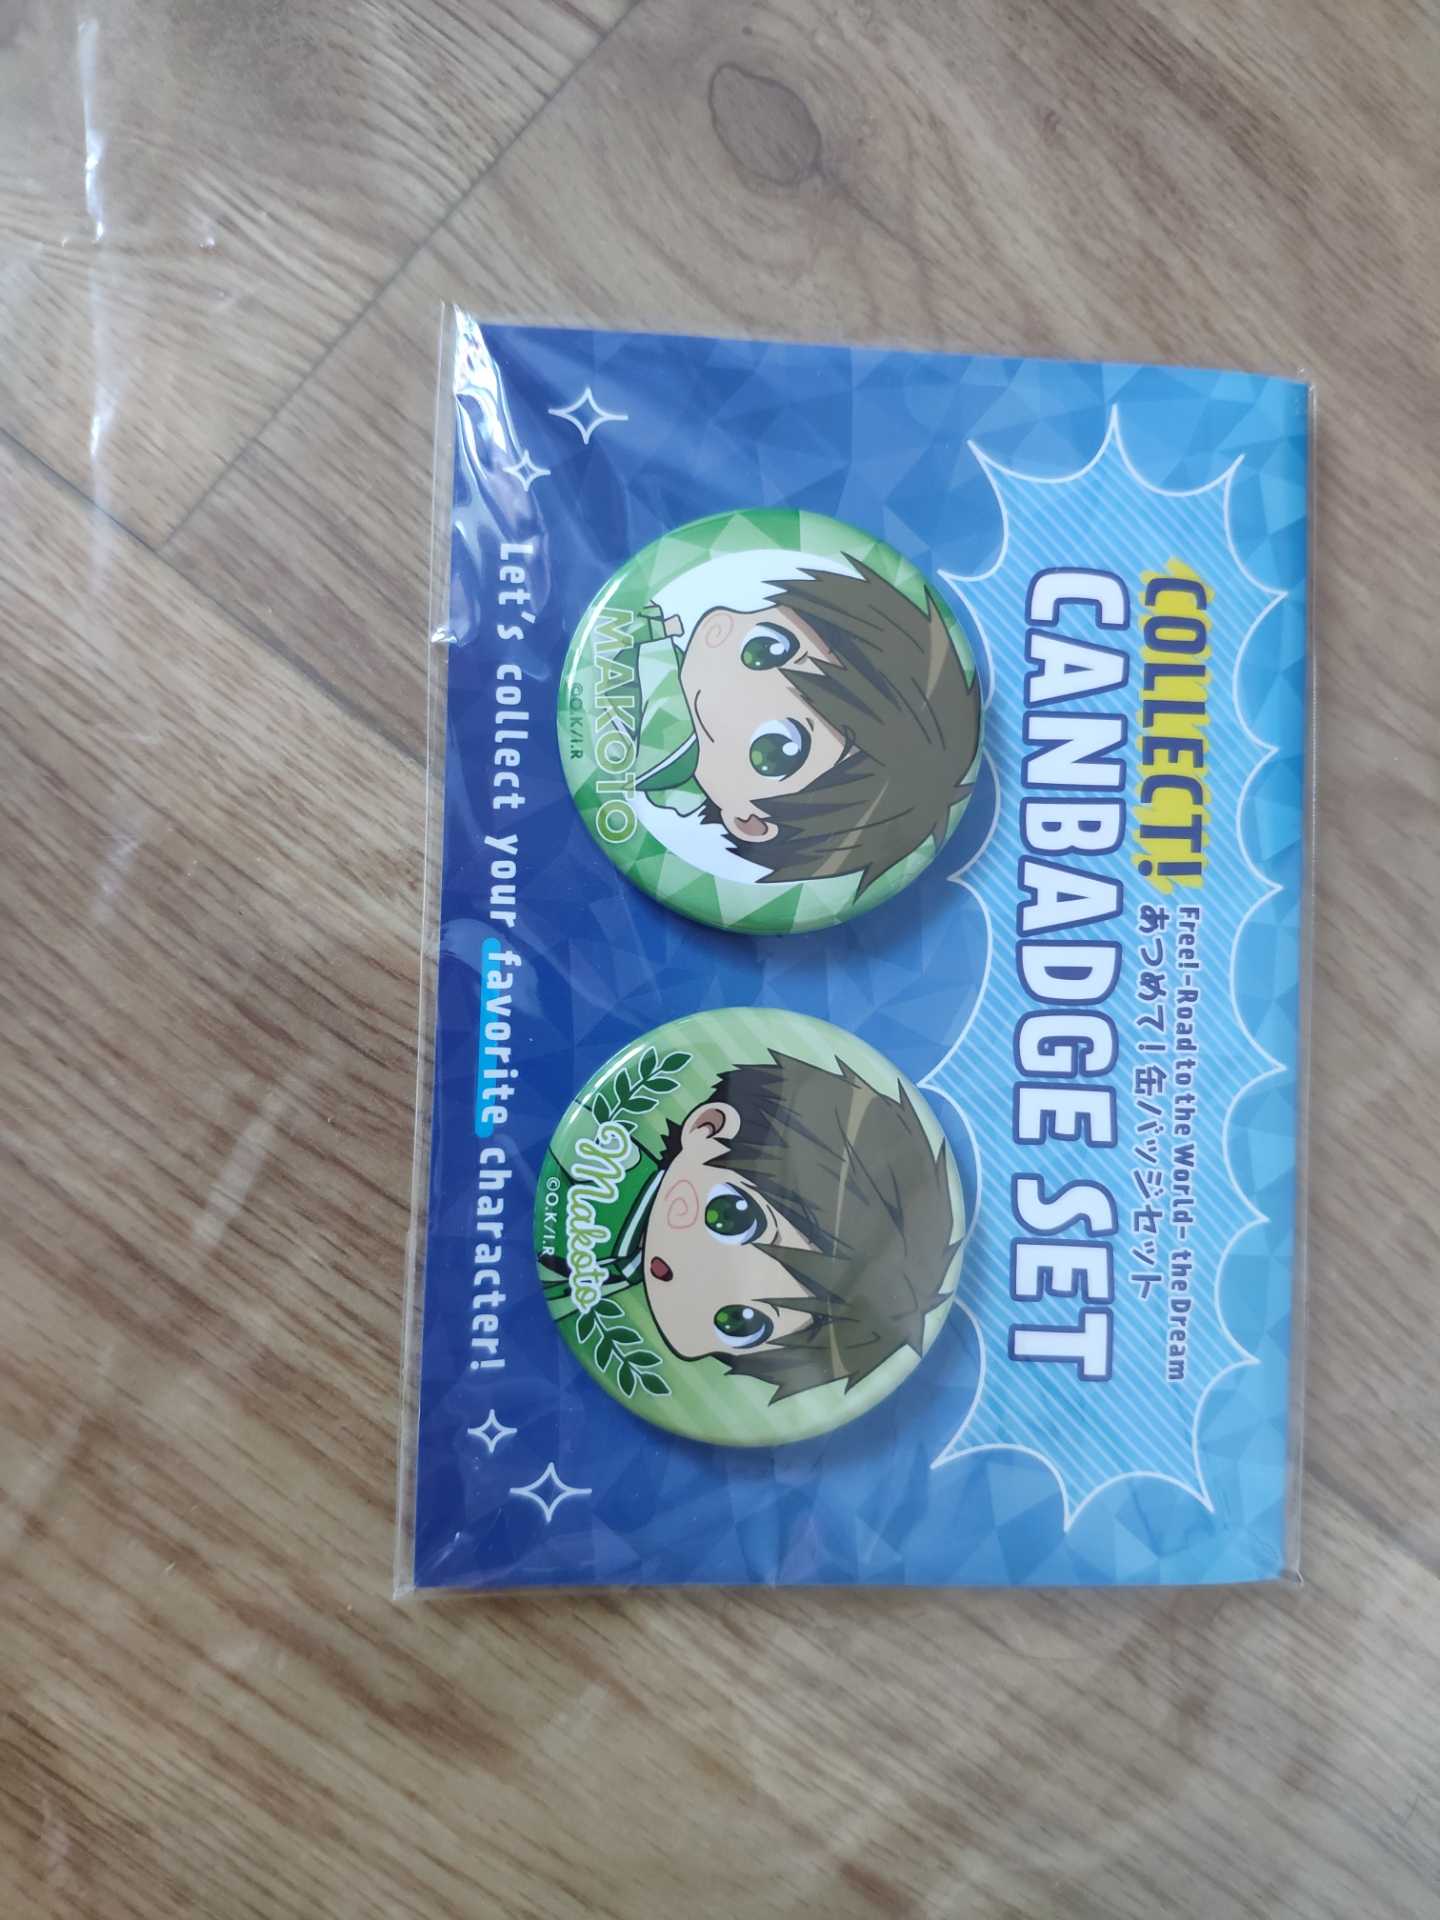 COLLECT!
Free!-Road to the World- the Dream
あつめて！缶バッジセット
CANBADGE SET
MAKOTO
©O.K/I.R
Makoto
©O.K/I.R
let's collect your favorite character!